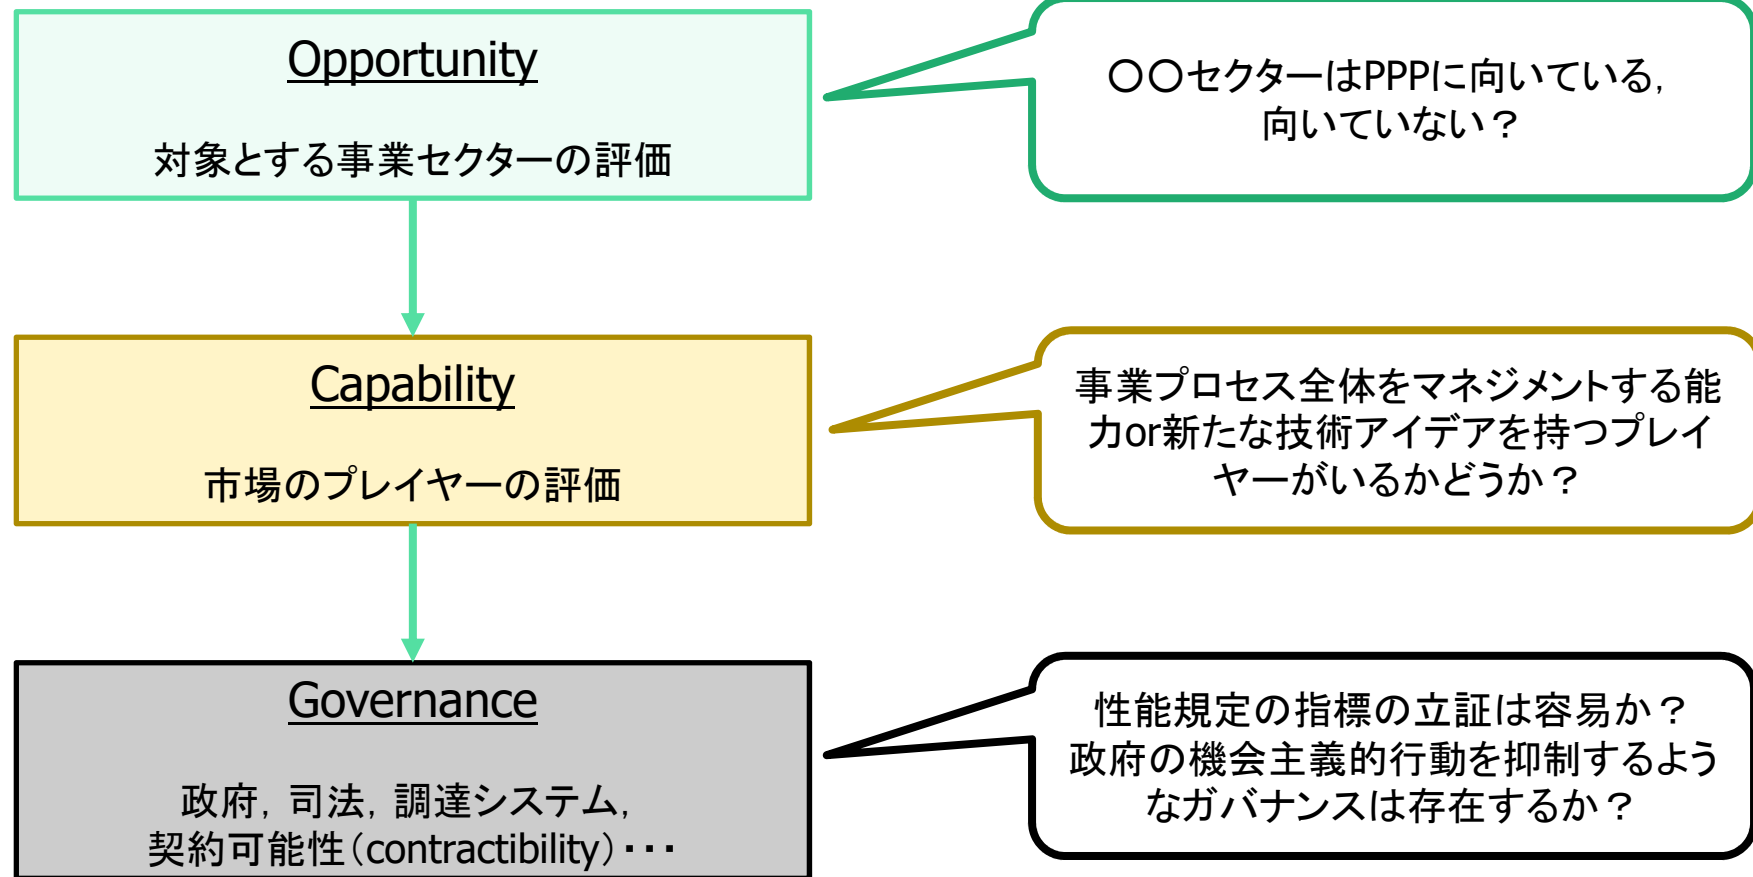 Opportunity
対象とする事業セクターの評価
〇〇セクターはPPPに向いている,
向いていない？
Capability
市場のプレイヤーの評価
事業プロセス全体をマネジメントする能
力or新たな技術アイデアを持つプレイ
ヤーがいるかどうか？
Governance
政府, 司法, 調達システム,
契約可能性（contractibility）・・・
性能規定の指標の立証は容易か？
政府の機会主義的行動を抑制するよう
なガバナンスは存在するか？